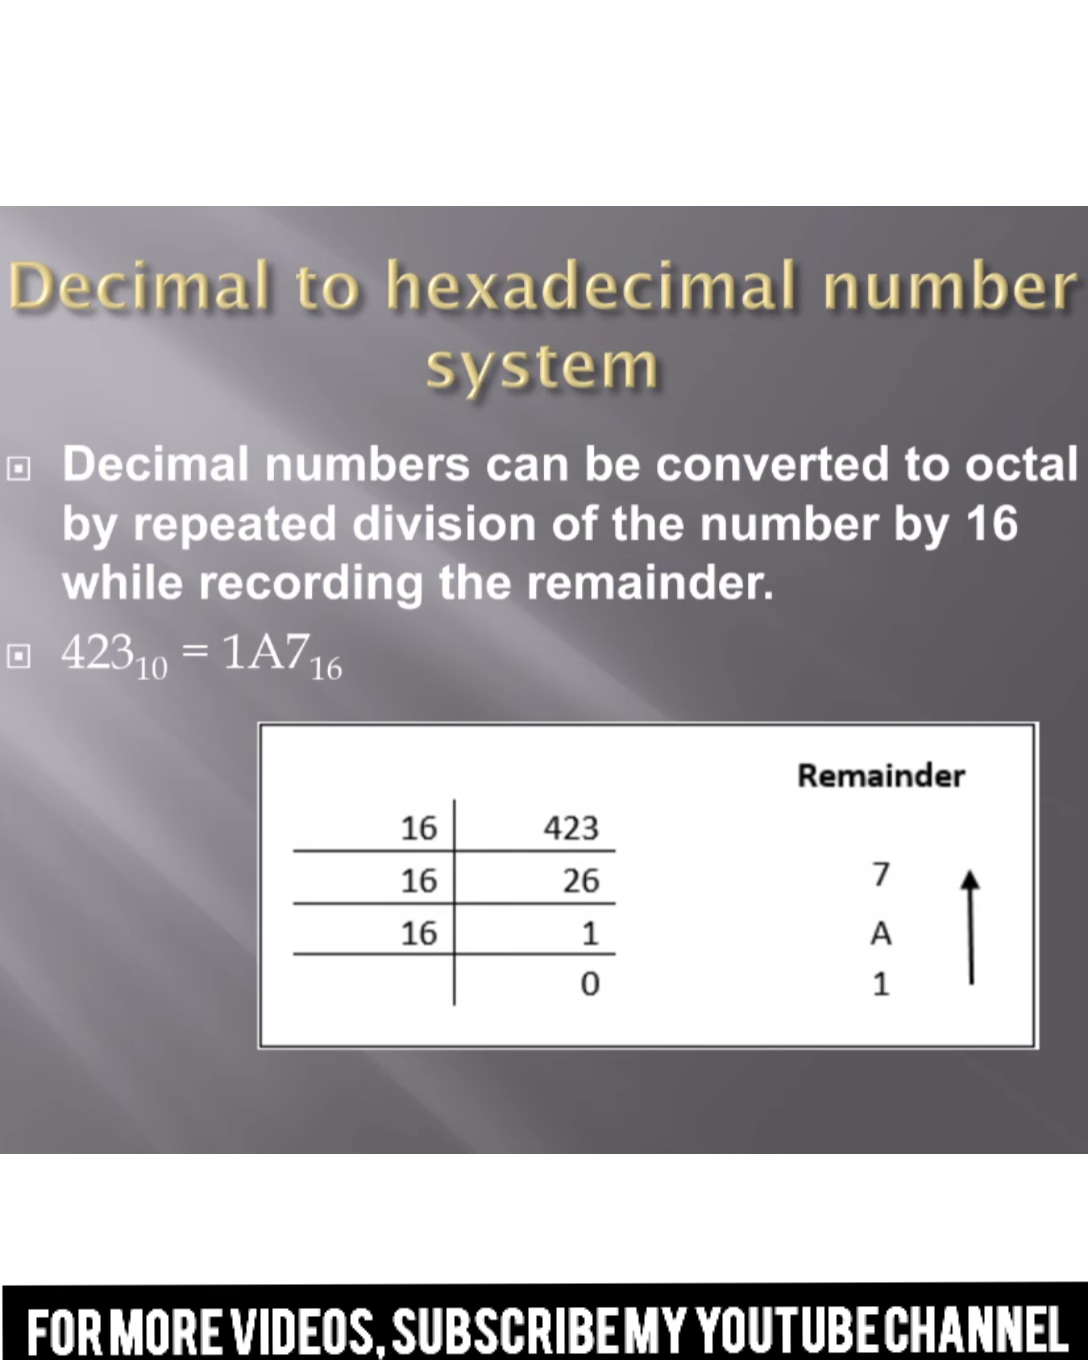 Decimal to hexadecimal number
system
Decimal numbers can be converted to octal
by repeated division of the number by 16
while recording the remainder.
423₁₀ = 1A7₁₆
Remainder
16 423
16 26 7
16 1 A
0 1
FOR MORE VIDEOS, SUBSCRIBE MY YOUTUBE CHANNEL